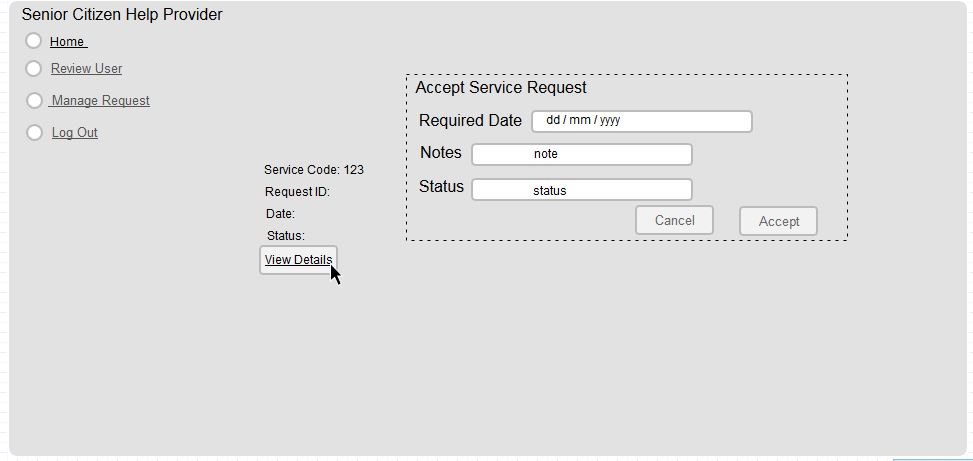 Senior Citizen Help Provider
Home
Review User
Manage Request
Log Out
Service Code: 123
Request ID:
Date:
Status:
View Details
Accept Service Request
Required Date dd / mm / yyyy
Notes note
Status status
Cancel Accept